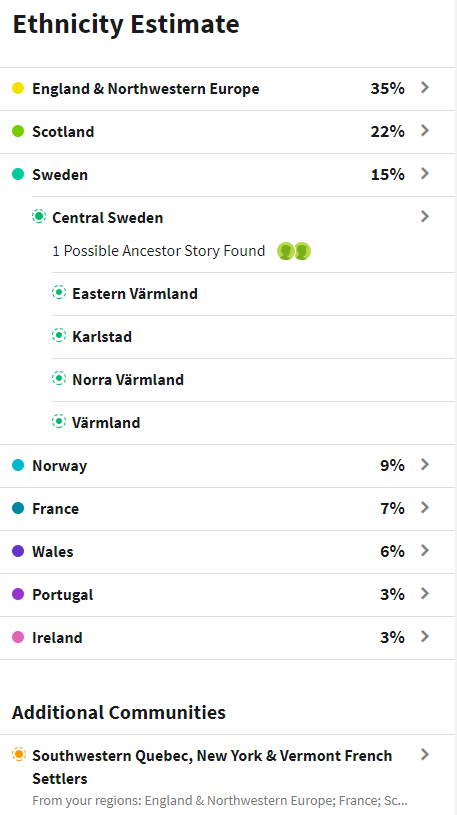 Ethnicity Estimate
England & Northwestern Europe 35%
Scotland 22%
Sweden 15%
Central Sweden
1 Possible Ancestor Story Found
Eastern Värmland
Karlstad
Norra Värmland
Värmland
Norway 9%
France 7%
Wales 6%
Portugal 3%
Ireland 3%
Additional Communities
Southwestern Quebec, New York & Vermont French
Settlers
From your regions: England & Northwestern Europe; France; Sc...